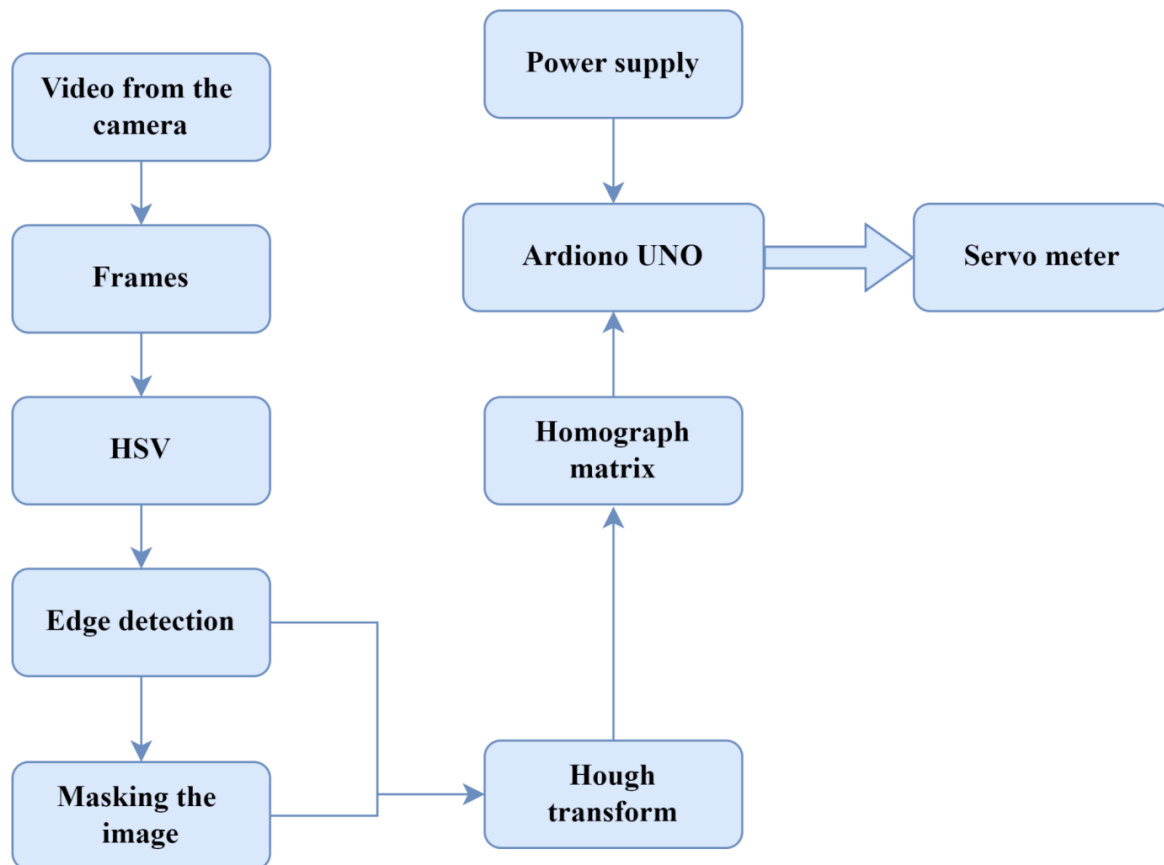 Video from the
camera
Frames
HSV
Edge detection
Masking the
image
Power supply
Ardiono UNO
Homograph
matrix
Hough
transform
Servo meter